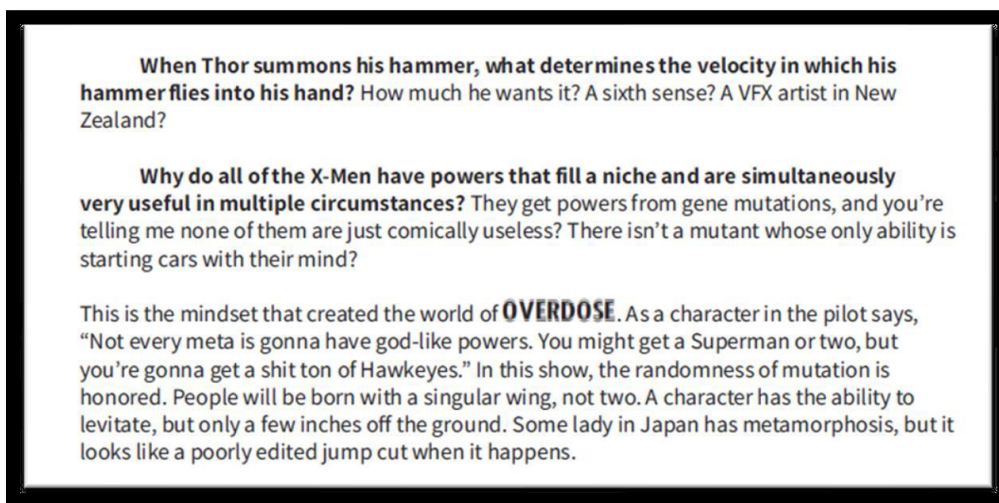 When Thor summons his hammer, what determines the velocity in which his
hammer flies into his hand? How much he wants it? A sixth sense? A VFX artist in New
Zealand?
Why do all of the X-Men have powers that fill a niche and are simultaneously
very useful in multiple circumstances? They get powers from gene mutations, and you’re
telling me none of them are just comically useless? There isn’t a mutant whose only ability is
starting cars with their mind?
This is the mindset that created the world of OVERDOSE. As a character in the pilot says,
“Not every meta is gonna have god-like powers. You might get a Superman or two, but
you’re gonna get a shit ton of Hawkeyes.” In this show, the randomness of mutation is
honored. People will be born with a singular wing, not two. A character has the ability to
levitate, but only a few inches off the ground. Some lady in Japan has metamorphosis, but it
looks like a poorly edited jump cut when it happens.